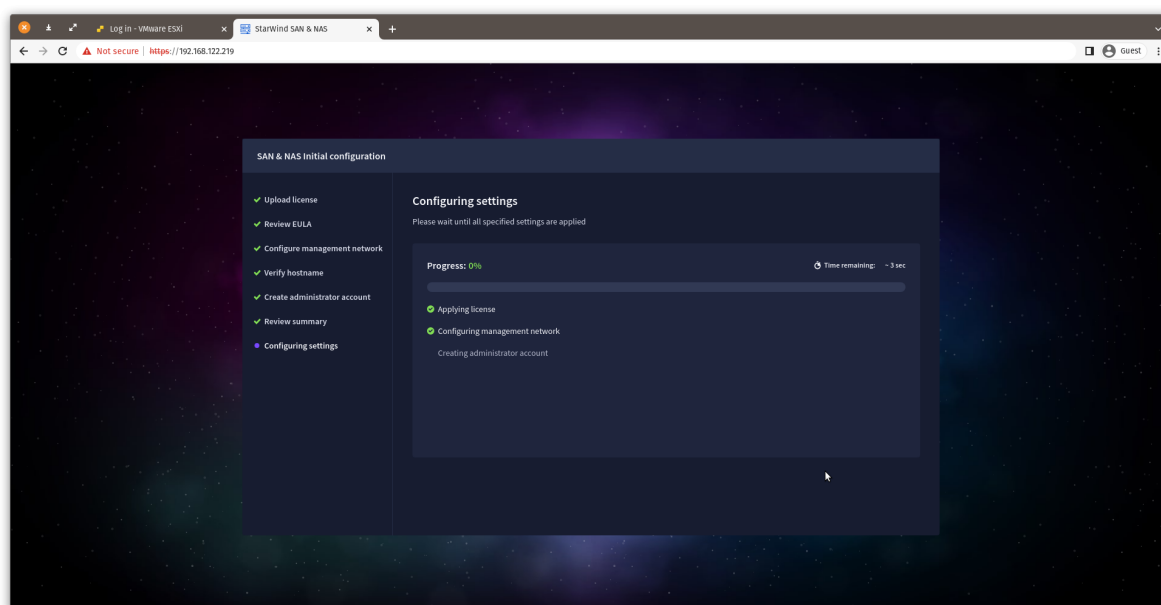 Log in - VMware ESXi
StarWind SAN & NAS
Not secure
https://192.168.122.219
Guest
SAN & NAS Initial configuration
Upload license
Review EULA
Configure management network
Verify hostname
Create administrator account
Review summary
Configuring settings
Configuring settings
Please wait until all specified settings are applied
Progress: 0%
Time remaining: ~ 3 sec
Applying license
Configuring management network
Creating administrator account